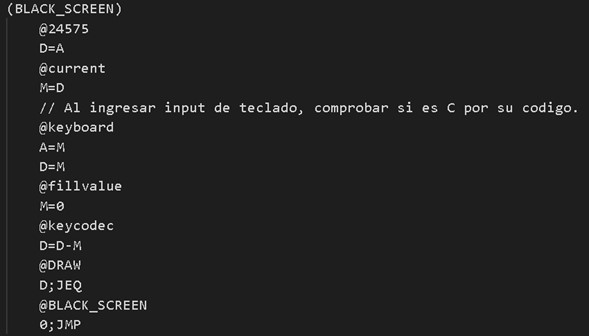 (BLACK_SCREEN)
@24575
D=A
@current
M=D
// Al ingresar input de teclado, comprobar si es C por su codigo.
@keyboard
A=M
D=M
@fillvalue
M=0
@keycodec
D=D-M
@DRAW
D;JEQ
@BLACK_SCREEN
0;JMP